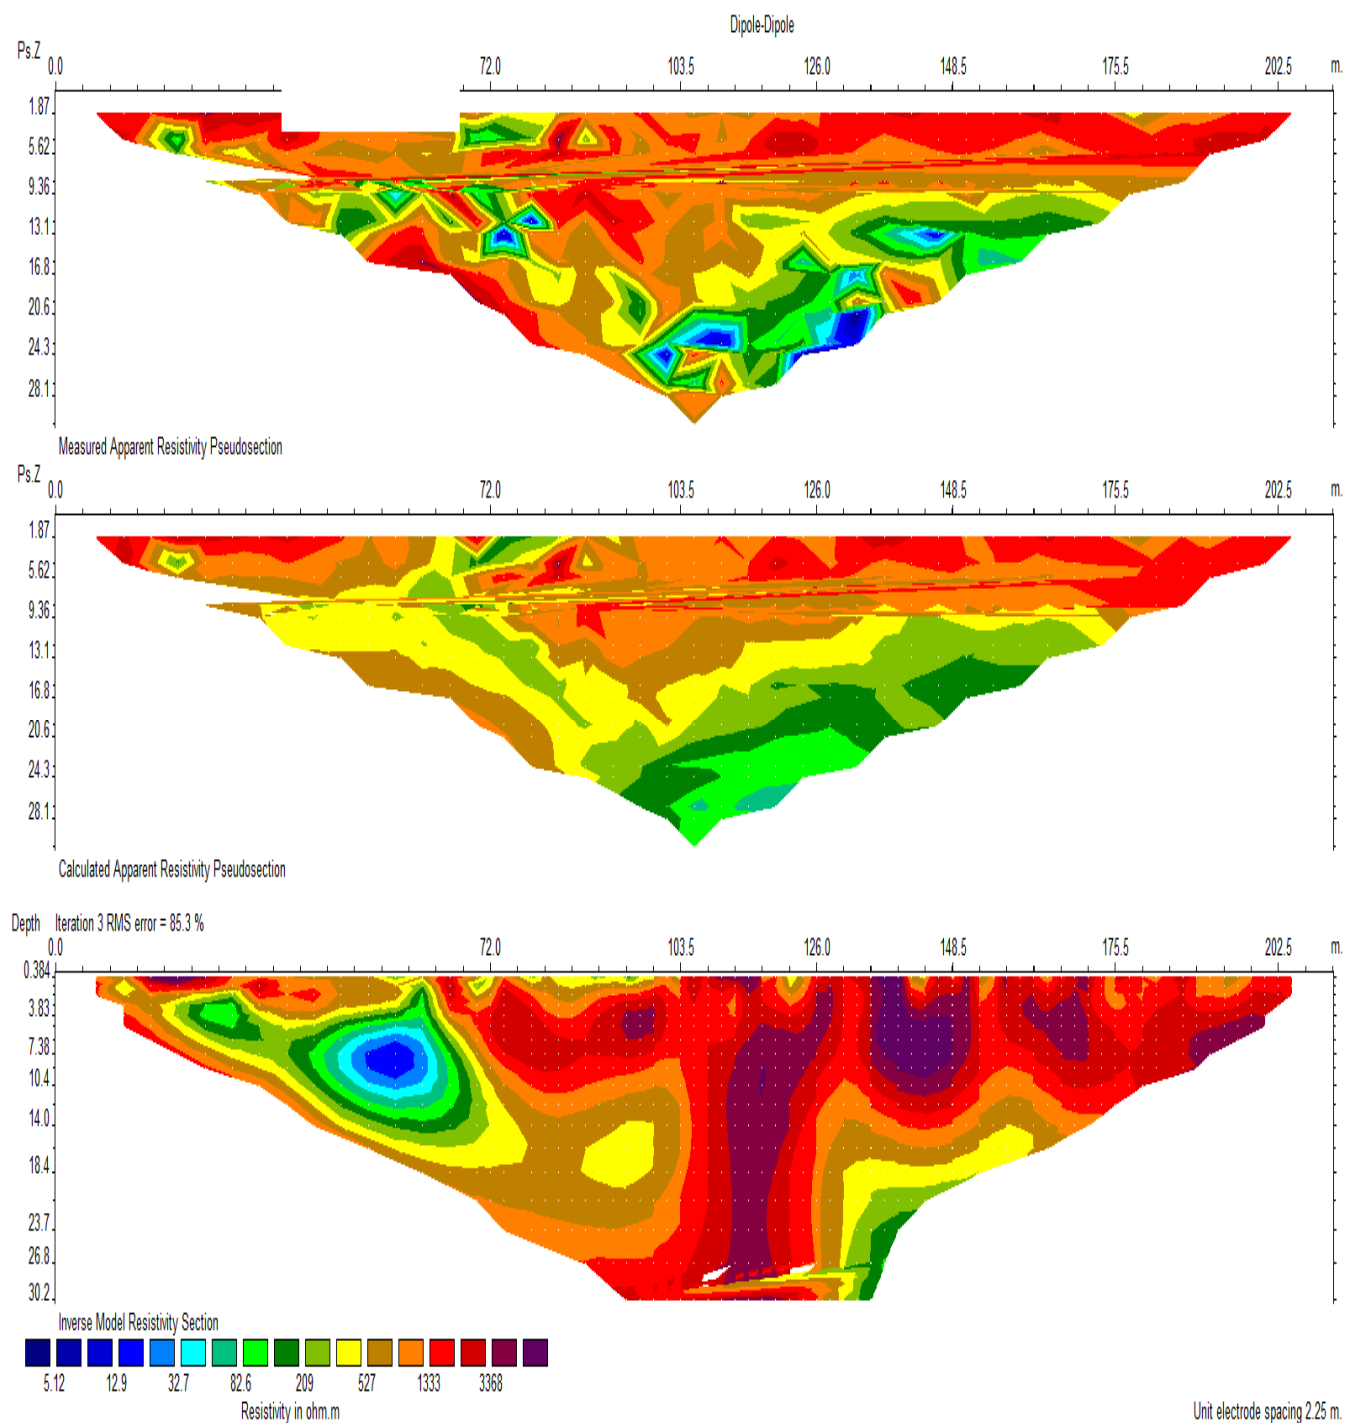 Dipole-Dipole
Ps.Z 0.0 72.0 103.5 126.0 148.5 175.5 202.5 m.
1.87
5.62
9.36
13.1
16.8
20.6
24.3
28.1
Measured Apparent Resistivity Pseudosection
Ps.Z 0.0 72.0 103.5 126.0 148.5 175.5 202.5 m.
1.87
5.62
9.36
13.1
16.8
20.6
24.3
28.1
Calculated Apparent Resistivity Pseudosection
Depth Iteration 3 RMS error = 85.3 %
0.0 72.0 103.5 126.0 148.5 175.5 202.5 m.
0.384
3.83
7.38
10.4
14.0
18.4
23.7
26.8
30.2
Inverse Model Resistivity Section
5.12 12.9 32.7 82.6 209 527 1333 3368
Resistivity in ohm.m Unit electrode spacing 2.25 m.